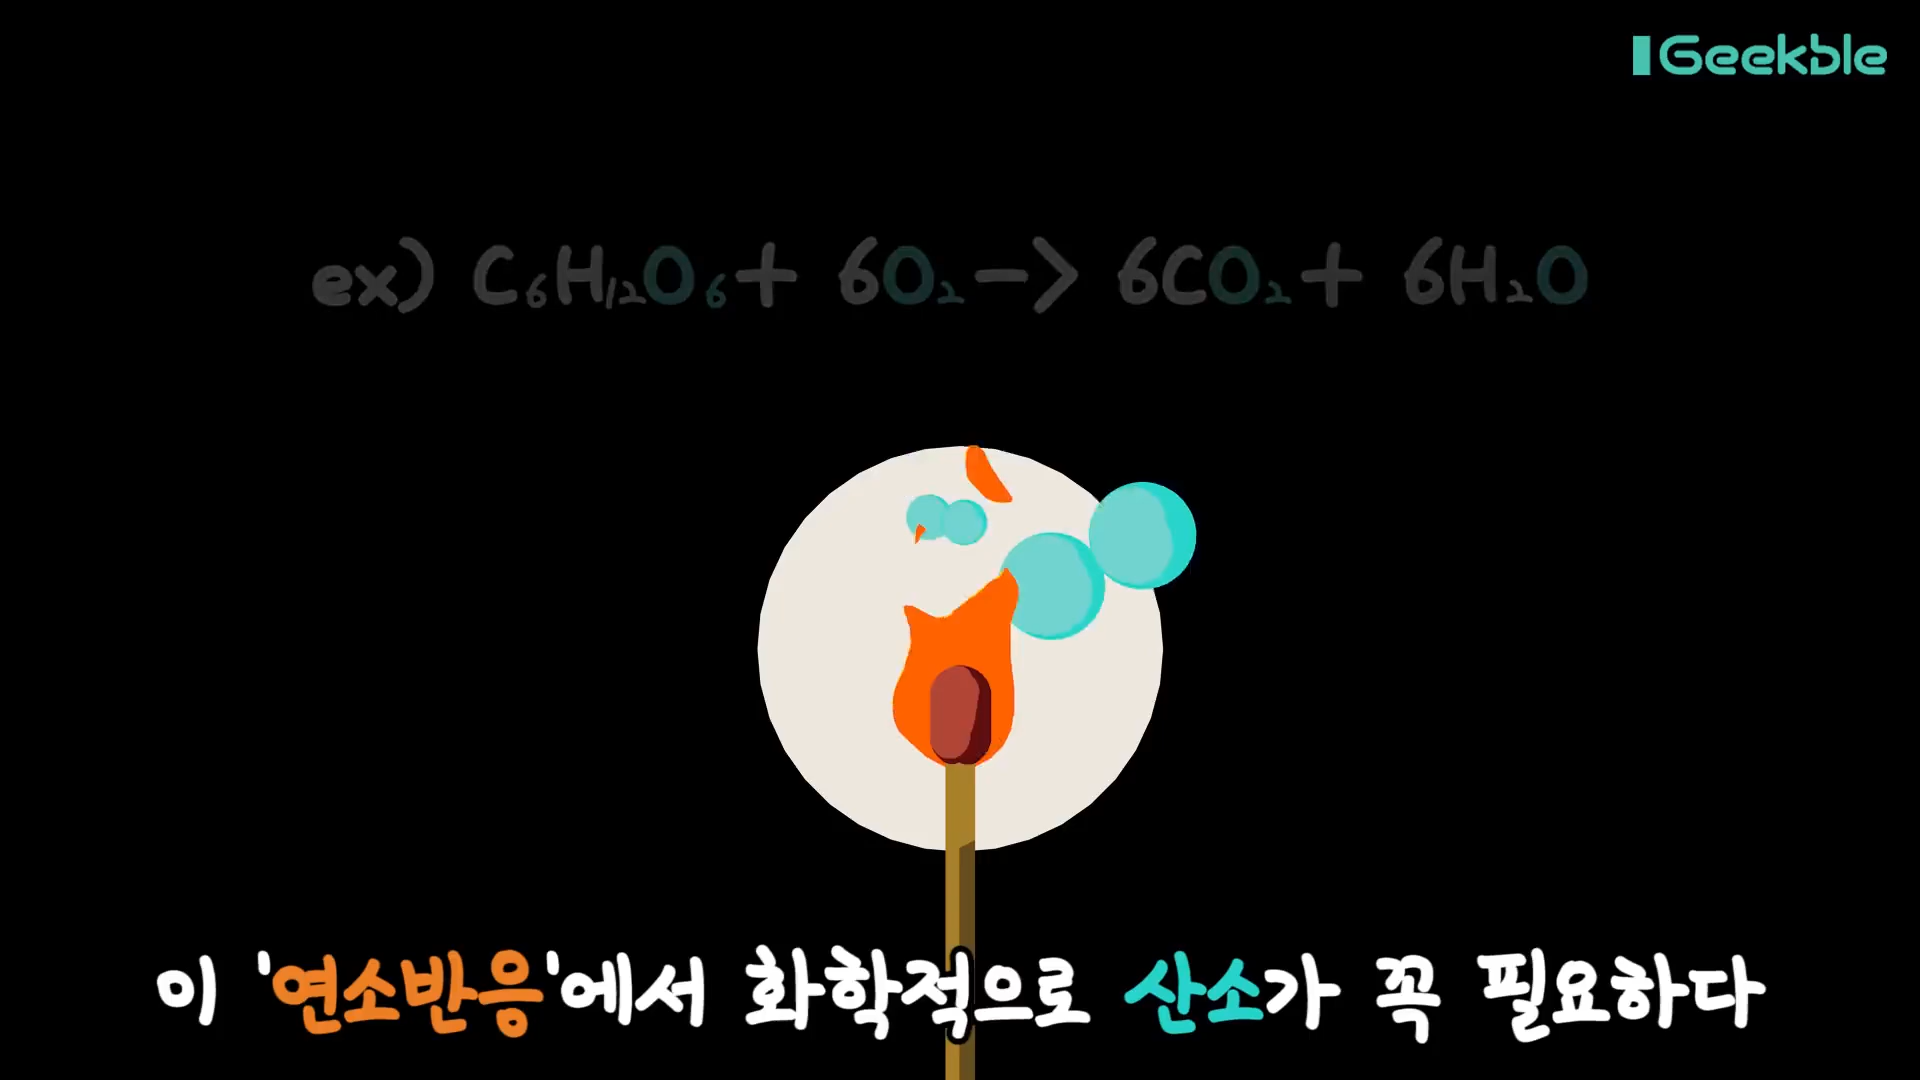 Geekble
ex) C₆H₁₂O₆ + 6O₂ -> 6CO₂ + 6H₂O
이 '연소반응'에서 화학적으로 산소가 꼭 필요하다